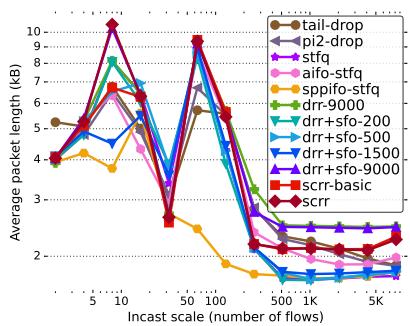 Average packet length (kB)
10
9
8
7
6
5
4
3
2
5 10 50 100 500 1K 5K
Incast scale (number of flows)
tail-drop
pi2-drop
stfq
aifo-stfq
sppifo-stfq
drr-9000
drr+sfo-200
drr+sfo-500
drr+sfo-1500
drr+sfo-9000
scrr-basic
scrr